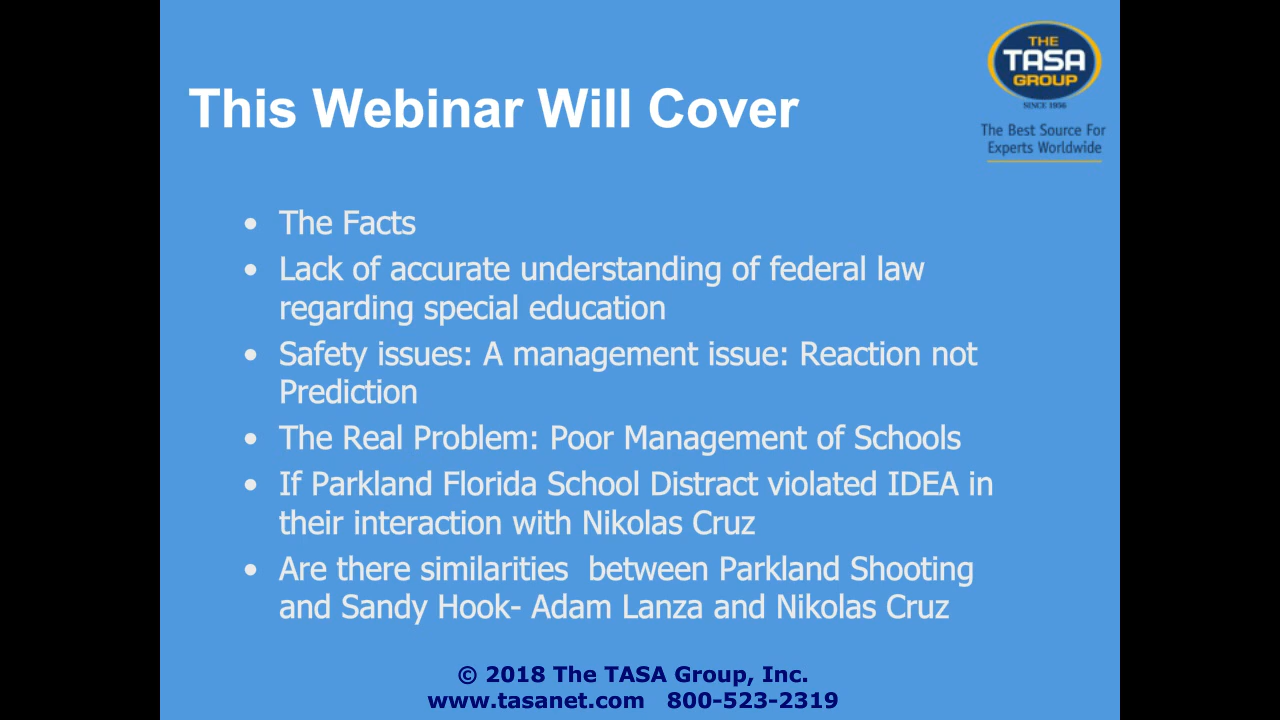 THE
TASA
GROUP
SINCE 1956
The Best Source For
Experts Worldwide
This Webinar Will Cover
• The Facts
• Lack of accurate understanding of federal law
regarding special education
• Safety issues: A management issue: Reaction not
Prediction
• The Real Problem: Poor Management of Schools
• If Parkland Florida School Distract violated IDEA in
their interaction with Nikolas Cruz
• Are there similarities  between Parkland Shooting
and Sandy Hook- Adam Lanza and Nikolas Cruz
© 2018 The TASA Group, Inc.
www.tasanet.com   800-523-2319